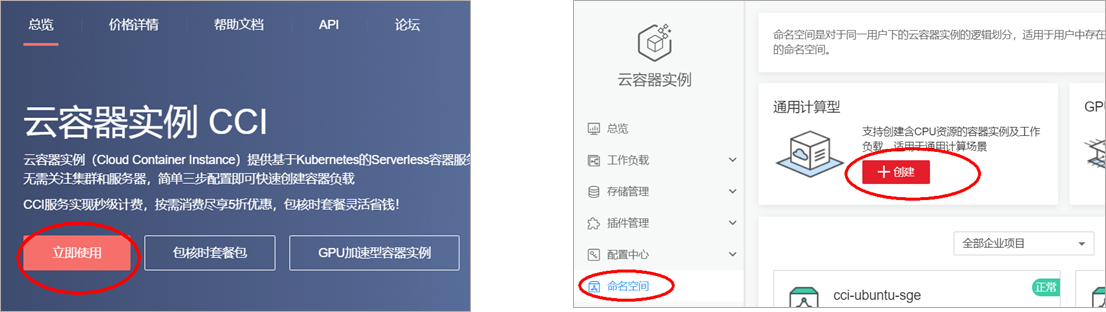 总览 价格详情 帮助文档 API 论坛
云容器实例 CCI
云容器实例（Cloud Container Instance）提供基于Kubernetes的Serverless容器服务
无需关注集群和服务器，简单三步配置即可快速创建容器负载
CCI服务实现秒级计费，按需消费尽享5折优惠，包核时套餐灵活省钱！
立即使用 包核时套餐包 GPU加速型容器实例
云容器实例
总览
工作负载
存储管理
插件管理
配置中心
命名空间
命名空间是对于同一用户下的云容器实例的逻辑划分，适用于用户中存在
的命名空间。
通用计算型
支持创建含CPU资源的容器实例及工作
负载，适用于通用计算场景
创建
GP
全部企业项目
cci-ubuntu-sge
正常